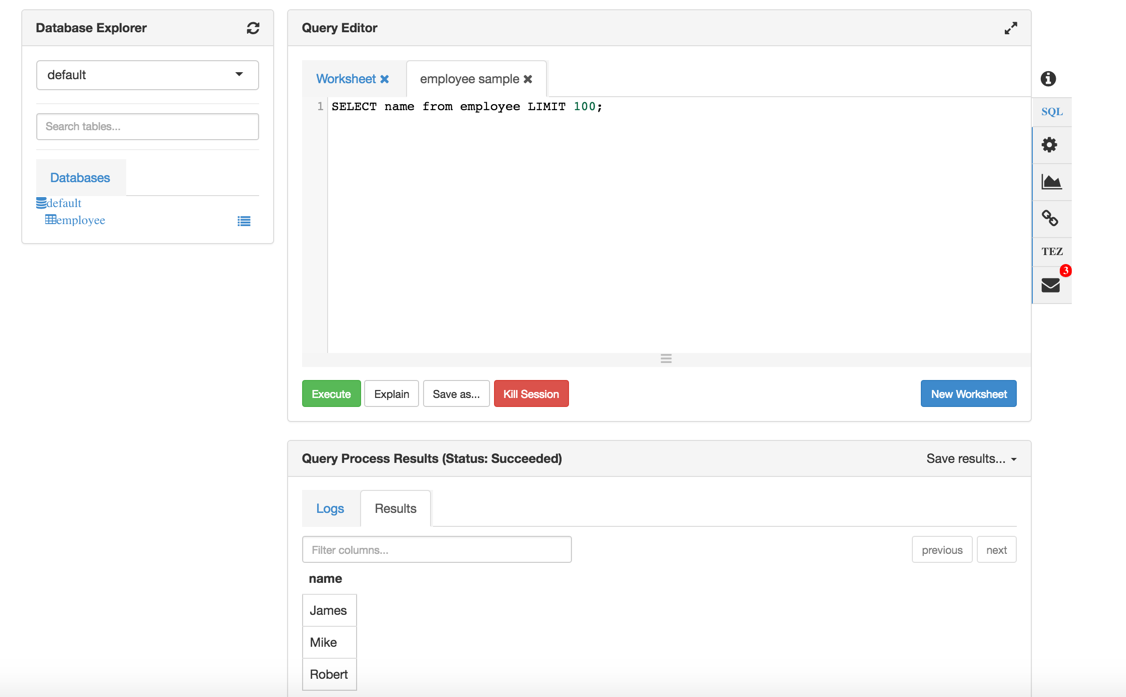 Database Explorer
default
Search tables...
Databases
default
employee
Query Editor
Worksheet
employee sample
1 SELECT name from employee LIMIT 100;
Execute Explain Save as... Kill Session New Worksheet
SQL
TEZ
3
Query Process Results (Status: Succeeded) Save results...
Logs Results
Filter columns... previous next
name
James
Mike
Robert